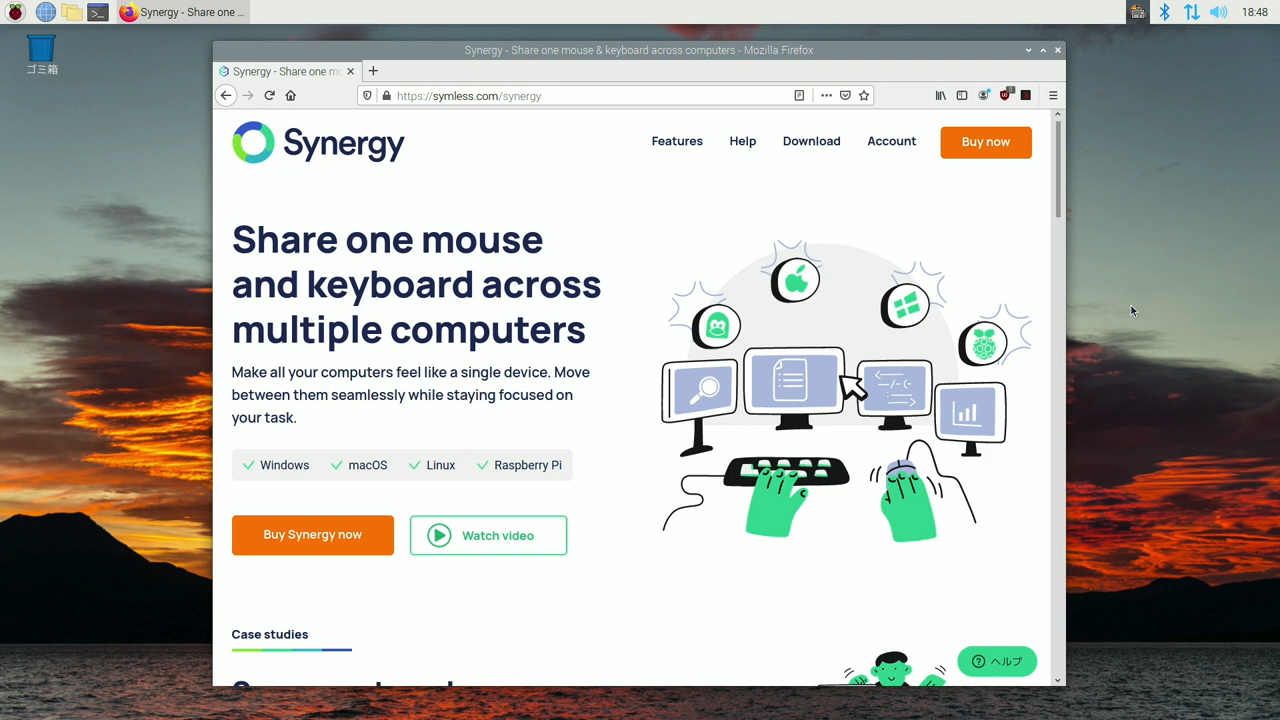 Synergy - Share one ...
18:48
ゴミ箱
Synergy - Share one mouse & keyboard across computers - Mozilla Firefox
Synergy - Share one mo
https://symless.com/synergy
Synergy
Features
Help
Download
Account
Buy now
Share one mouse
and keyboard across
multiple computers
Make all your computers feel like a single device. Move
between them seamlessly while staying focused on
your task.
Windows
macOS
Linux
Raspberry Pi
Buy Synergy now
Watch video
Case studies
ヘルプ